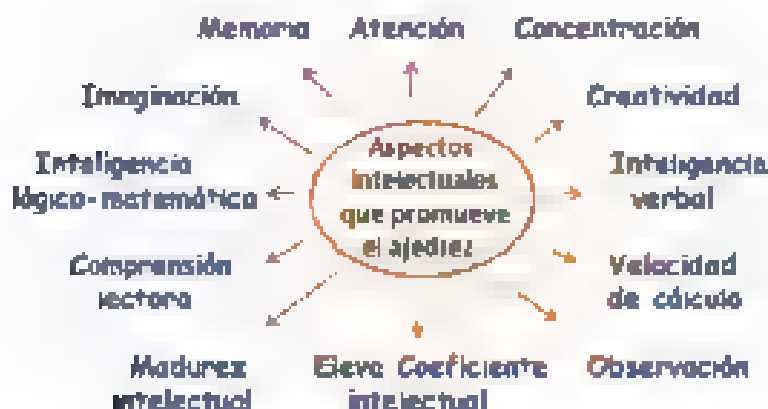 Memoria
Atención
Concentración
Imaginación
Creatividad
Aspectos
intelectuales
que promueve
el ajedrez
Inteligencia
lógico-matemática
Inteligencia
verbal
Comprensión
lectora
Velocidad
de cálculo
Madurez
intelectual
Eleva Coeficiente
intelectual
Observación